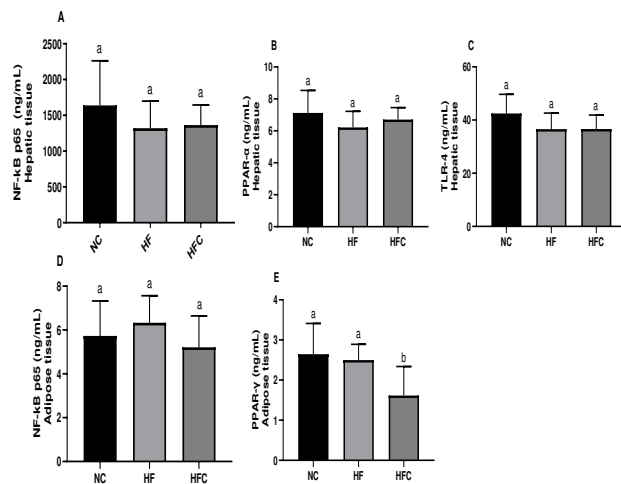 A
NF-kB p65 (ng/mL)
Hepatic tissue
2500
2000
1500
1000
500
0
a
a
a
NC
HF
HFC
B
PPAR-α (ng/mL)
Hepatic tissue
10
8
6
4
2
0
a
a
a
NC
HF
HFC
C
TLR-4 (ng/mL)
Hepatic tissue
60
40
20
0
a
a
a
NC
HF
HFC
D
NF-kB p65 (ng/mL)
Adipose tissue
8
6
4
2
0
a
a
a
NC
HF
HFC
E
PPAR-γ (ng/mL)
Adipose tissue
4
3
2
1
0
a
a
b
NC
HF
HFC